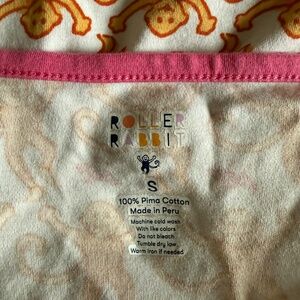 ROLLER
RABBIT
S
100% Pima Cotton
Made in Peru
Machine cold wash
With like colors
Do not bleach
Tumble dry low
Warm iron if needed